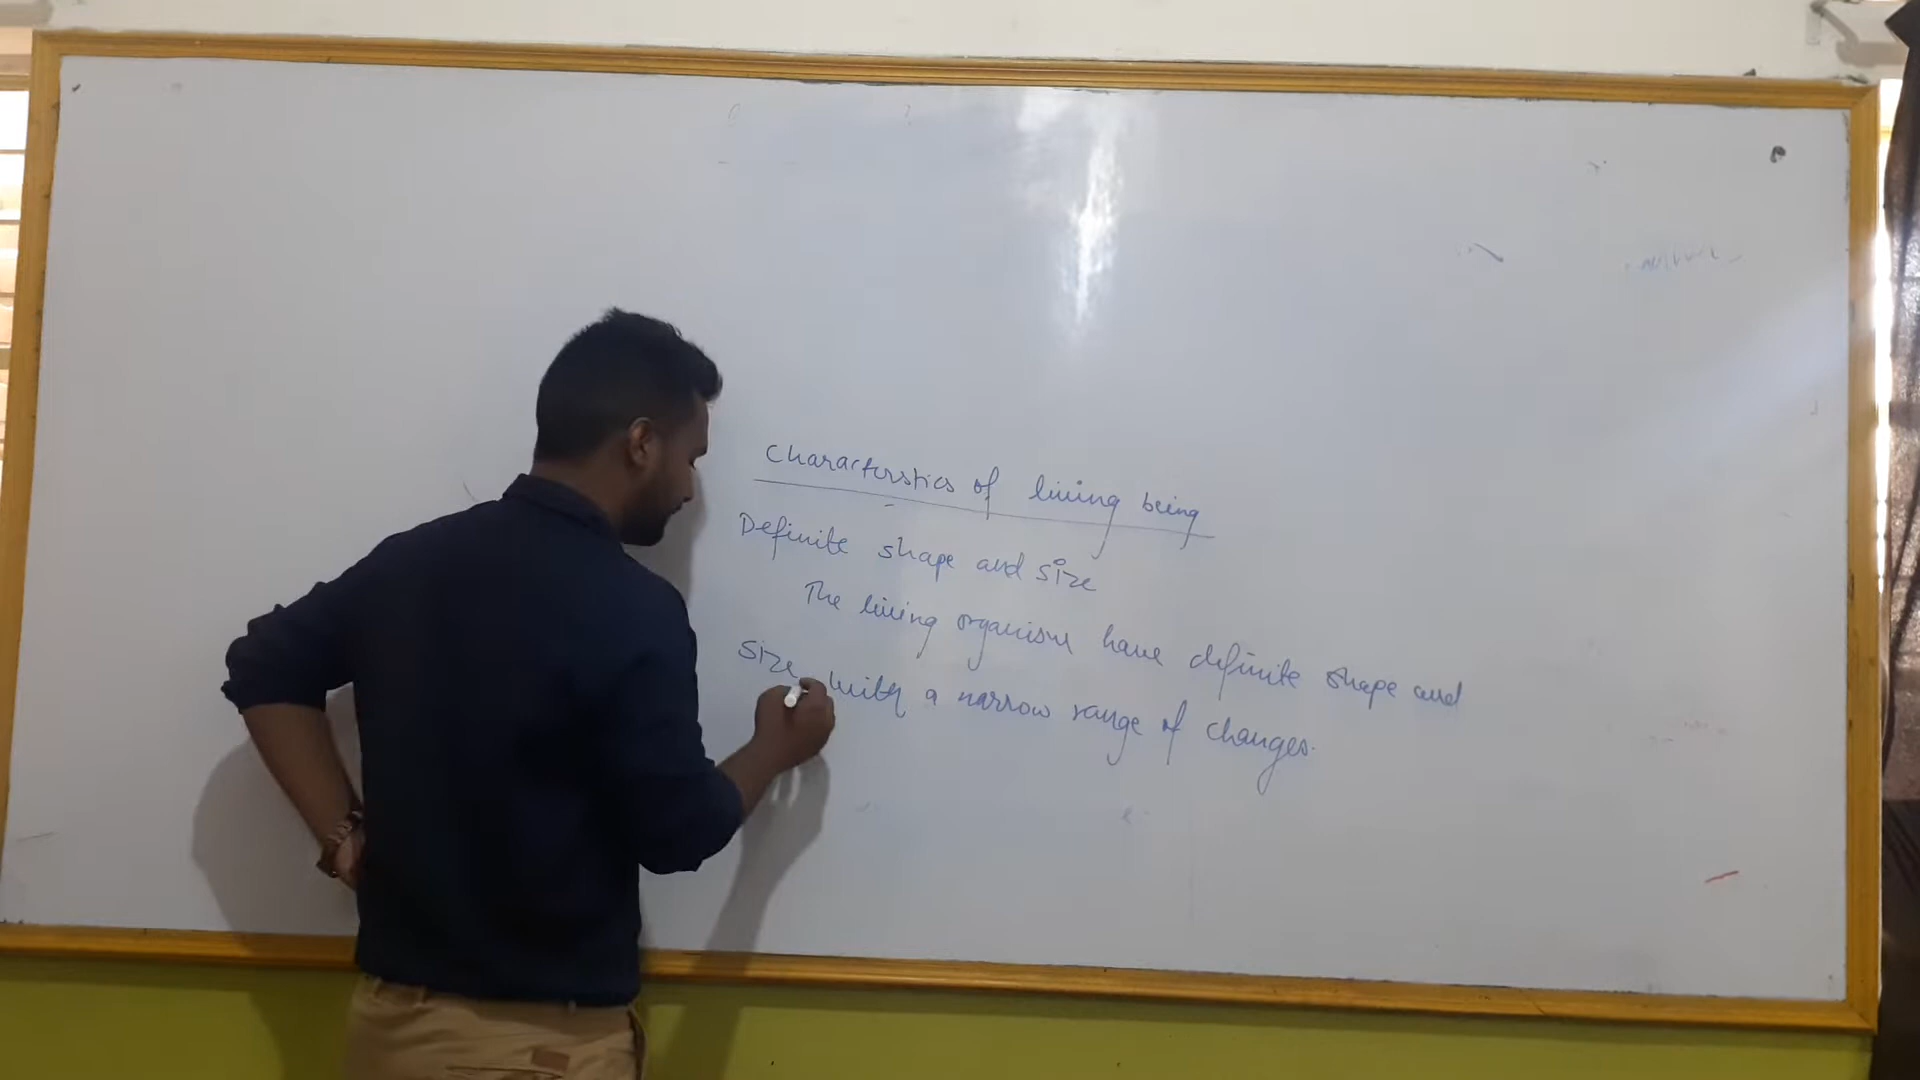 Characterstics of living being
Definite shape and size
The living organism have definite shape and
size with a narrow range of changes.